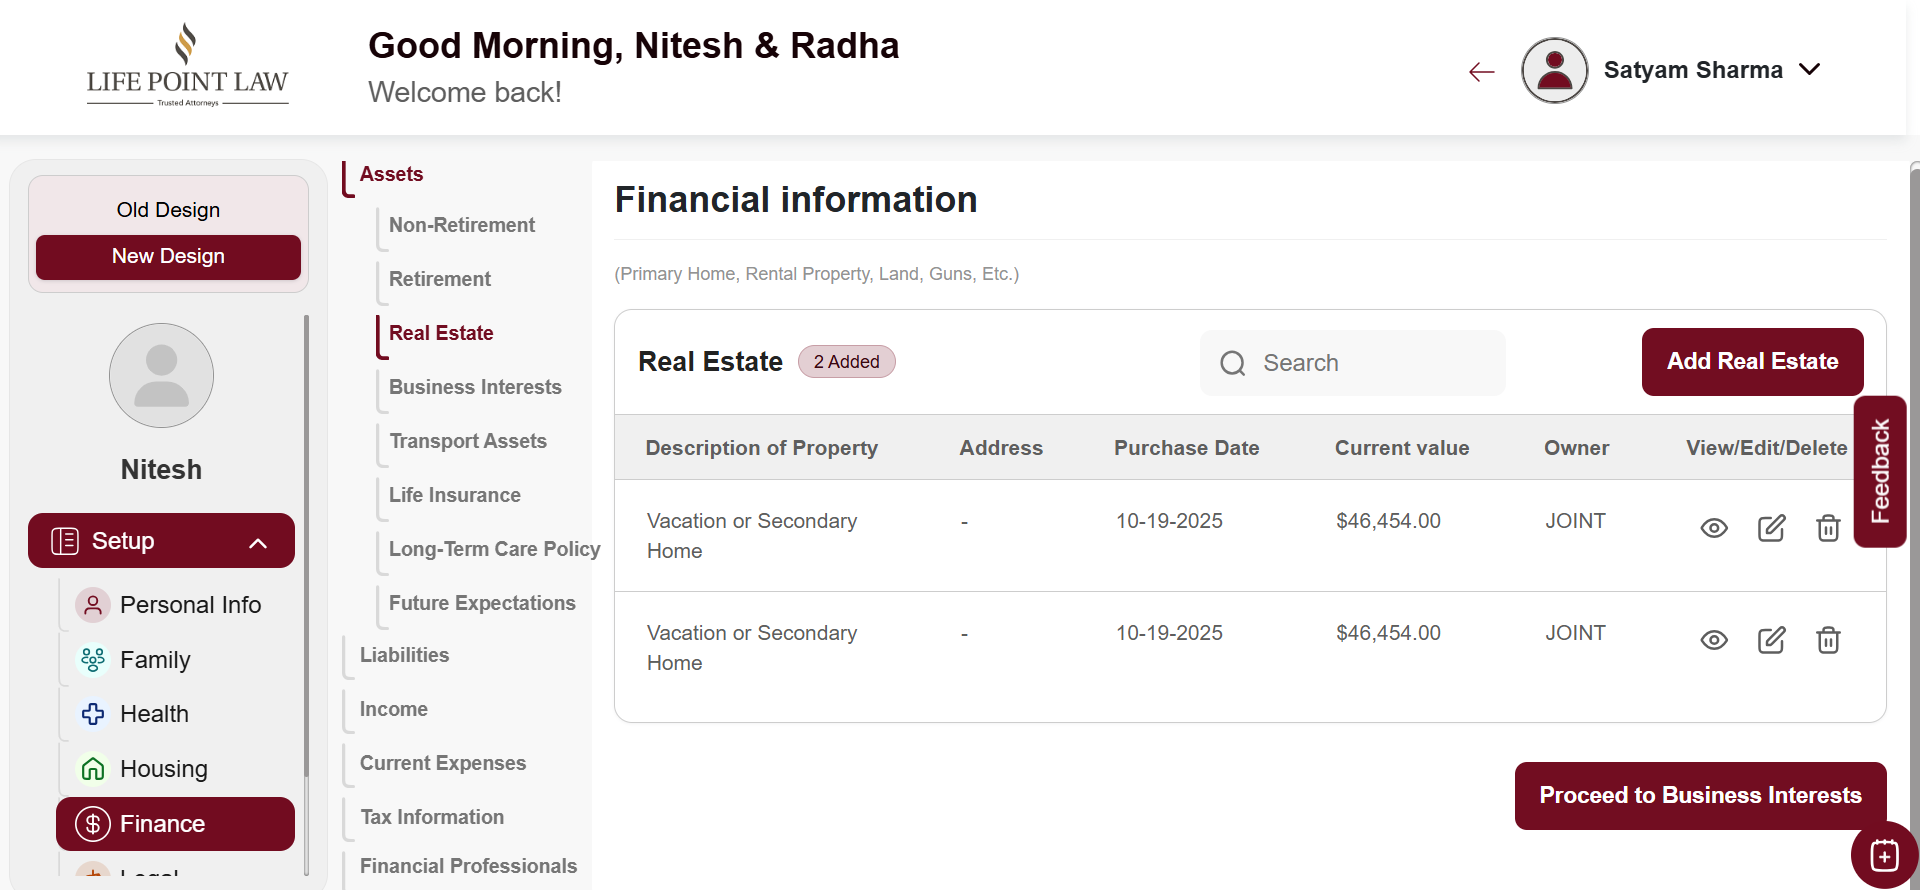 LIFE POINT LAW
Trusted Attorneys
Good Morning, Nitesh & Radha
Welcome back!
Satyam Sharma
Old Design
New Design
Nitesh
Setup
Personal Info
Family
Health
Housing
Finance
Legal
Assets
Non-Retirement
Retirement
Real Estate
Business Interests
Transport Assets
Life Insurance
Long-Term Care Policy
Future Expectations
Liabilities
Income
Current Expenses
Tax Information
Financial Professionals
Financial information
(Primary Home, Rental Property, Land, Guns, Etc.)
Real Estate 2 Added Search Add Real Estate
Description of Property Address Purchase Date Current value Owner View/Edit/Delete
Vacation or Secondary - 10-19-2025 $46,454.00 JOINT
Home
Vacation or Secondary - 10-19-2025 $46,454.00 JOINT
Home
Proceed to Business Interests
Feedback